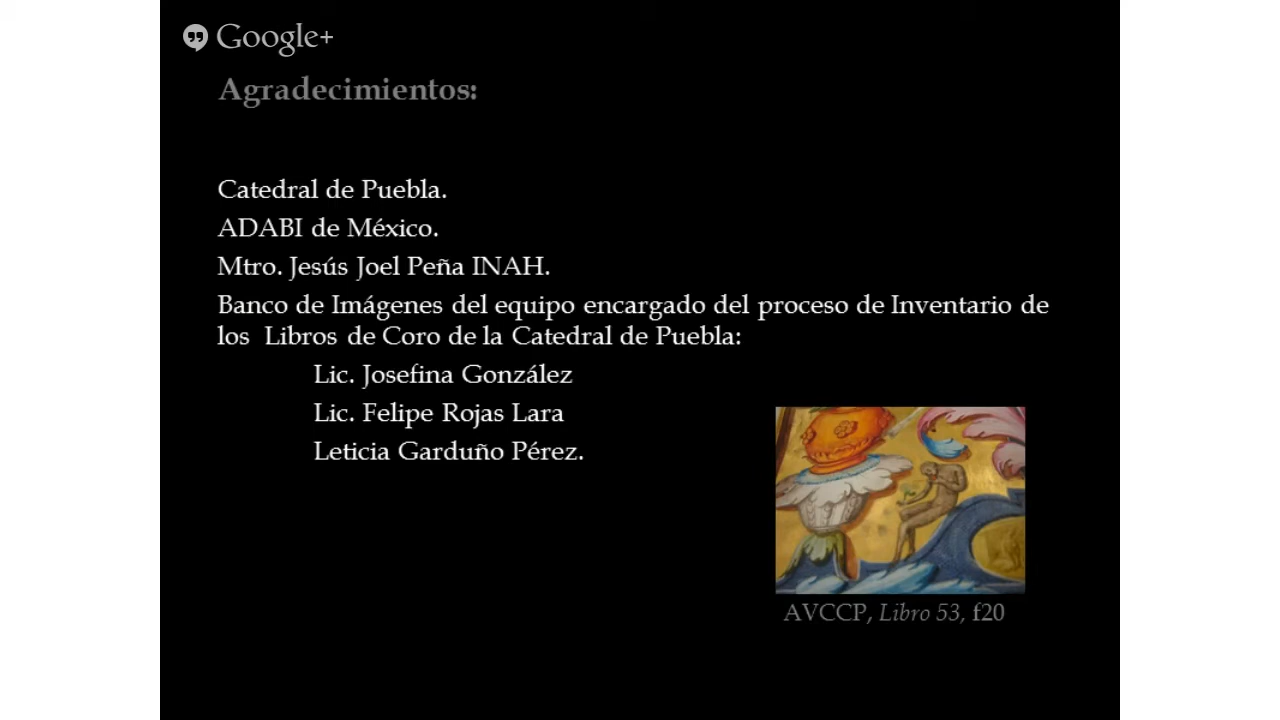 Google+
Agradecimientos:
Catedral de Puebla.
ADABI de México.
Mtro. Jesús Joel Peña INAH.
Banco de Imágenes del equipo encargado del proceso de Inventario de
los Libros de Coro de la Catedral de Puebla:
Lic. Josefina González
Lic. Felipe Rojas Lara
Leticia Garduño Pérez.
AVCCP, Libro 53, f20